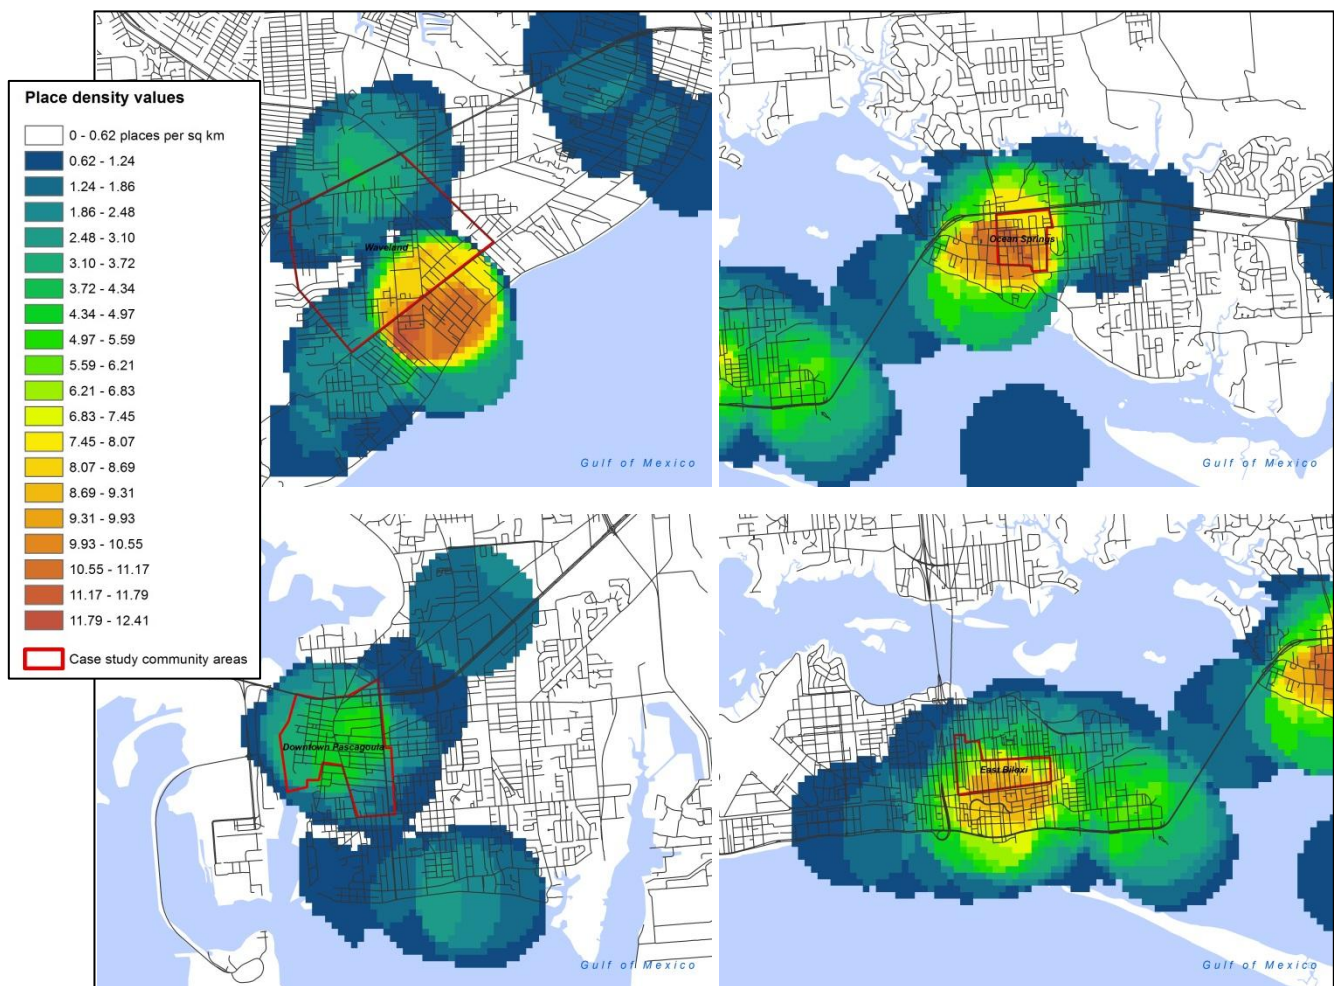 Place density values
0 - 0.62 places per sq km
0.62 - 1.24
1.24 - 1.86
1.86 - 2.48
2.48 - 3.10
3.10 - 3.72
3.72 - 4.34
4.34 - 4.97
4.97 - 5.59
5.59 - 6.21
6.21 - 6.83
6.83 - 7.45
7.45 - 8.07
8.07 - 8.69
8.69 - 9.31
9.31 - 9.93
9.93 - 10.55
10.55 - 11.17
11.17 - 11.79
11.79 - 12.41
Case study community areas
Waveland
Gulf of Mexico
Ocean Springs
Gulf of Mexico
Downtown Pascagoula
Gulf of Mexico
East Biloxi
Gulf of Mexico